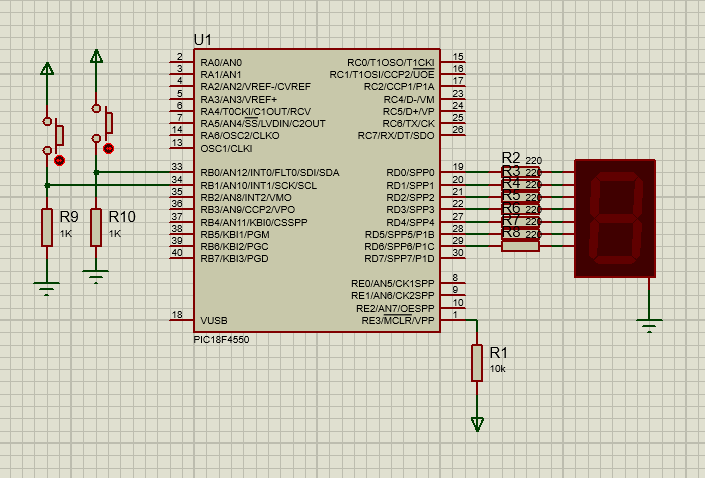 U1
2 RA0/AN0 RC0/T1OSO/T1CKI 15
3 RA1/AN1 RC1/T1OSI/CCP2/UOE 16
4 RA2/AN2/VREF-/CVREF RC2/CCP1/P1A 17
5 RA3/AN3/VREF+ RC4/D-/VM 23
6 RA4/T0CKI/C1OUT/RCV RC5/D+/VP 24
7 RA5/AN4/SS/LVDIN/C2OUT RC6/TX/CK 25
14 RA6/OSC2/CLKO RC7/RX/DT/SDO 26
13 OSC1/CLKI
R2 220
33 RB0/AN12/INT0/FLT0/SDI/SDA RD0/SPP0 19 R3 220
34 RB1/AN10/INT1/SCK/SCL RD1/SPP1 20 R4 220
35 RB2/AN8/INT2/VMO RD2/SPP2 21 R5 220
36 RB3/AN9/CCP2/VPO RD3/SPP3 22 R6 220
37 RB4/AN11/KBI0/CSSPP RD4/SPP4 27 R7 220
38 RB5/KBI1/PGM RD5/SPP5/P1B 28 R8 220
39 RB6/KBI2/PGC RD6/SPP6/P1C 29
40 RB7/KBI3/PGD RD7/SPP7/P1D 30
R9 1K
R10 1K
RE0/AN5/CK1SPP 8
RE1/AN6/CK2SPP 9
RE2/AN7/OESPP 10
18 VUSB RE3/MCLR/VPP 1
PIC18F4550
R1
10k